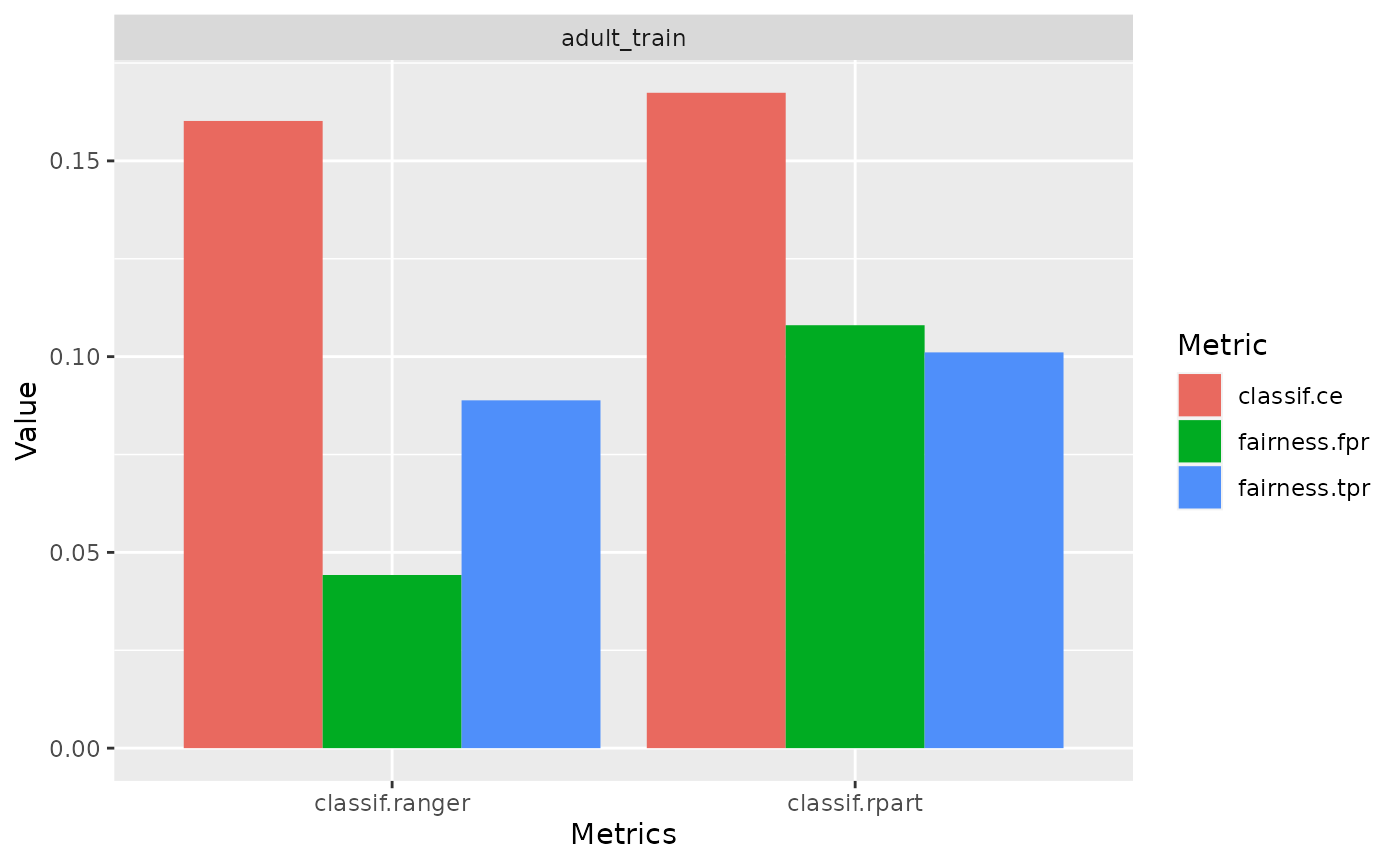 adult_train
0.15
0.10
0.05
0.00
Value
classif.ranger
classif.rpart
Metrics
Metric
classif.ce
fairness.fpr
fairness.tpr